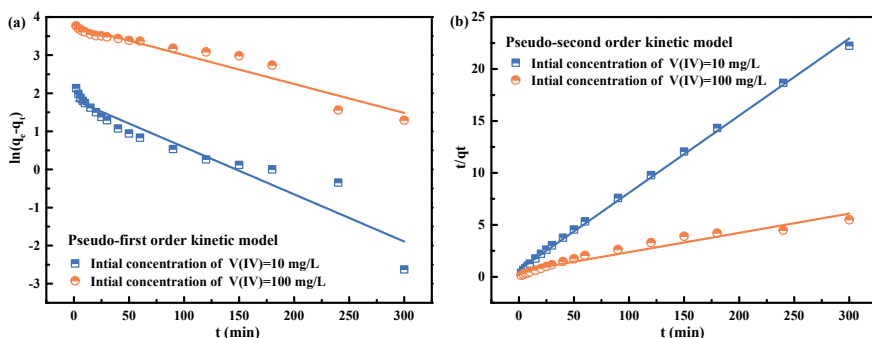 (a)
ln(qe-qt)
4
3
2
1
0
-1
-2
-3
Pseudo-first order kinetic model
Intial concentration of V(IV)=10 mg/L
Intial concentration of V(IV)=100 mg/L
0 50 100 150 200 250 300
t (min)
(b)
t/qt
25
20
15
10
5
0
Pseudo-second order kinetic model
Intial concentration of V(IV)=10 mg/L
Intial concentration of V(IV)=100 mg/L
0 50 100 150 200 250 300
t (min)